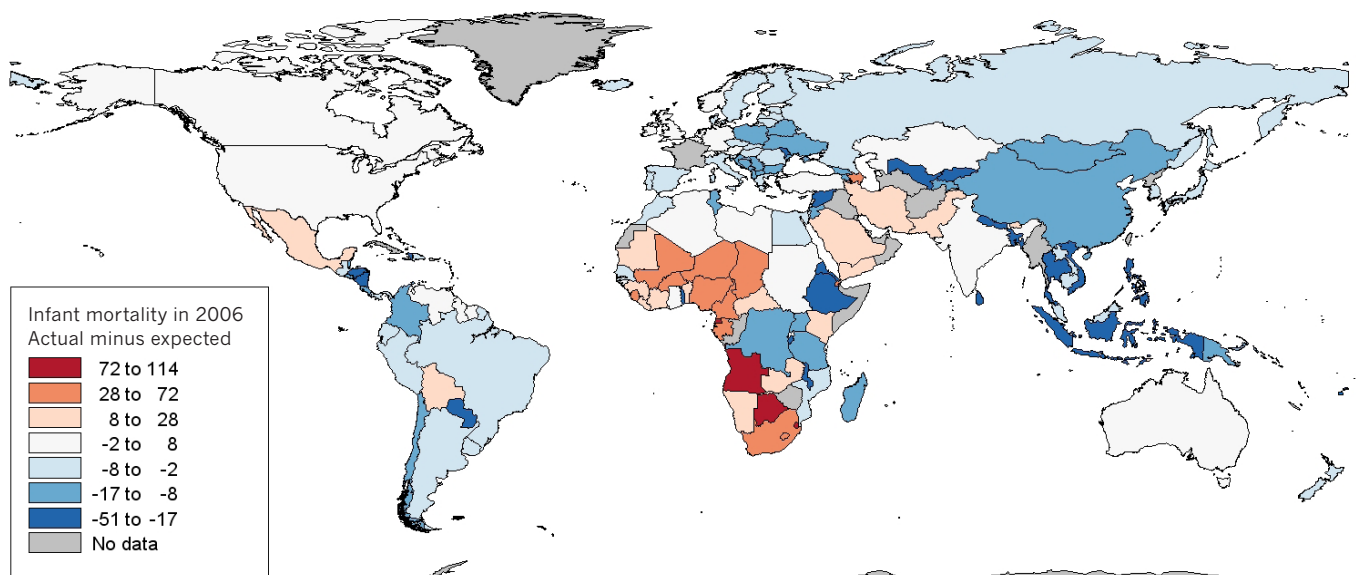 Infant mortality in 2006
Actual minus expected
72 to 114
28 to 72
8 to 28
-2 to 8
-8 to -2
-17 to -8
-51 to -17
No data